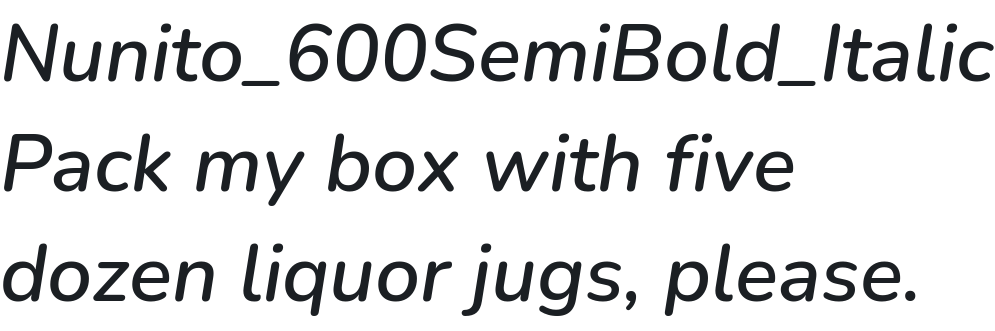 Nunito_600SemiBold_Italic
Pack my box with five
dozen liquor jugs, please.